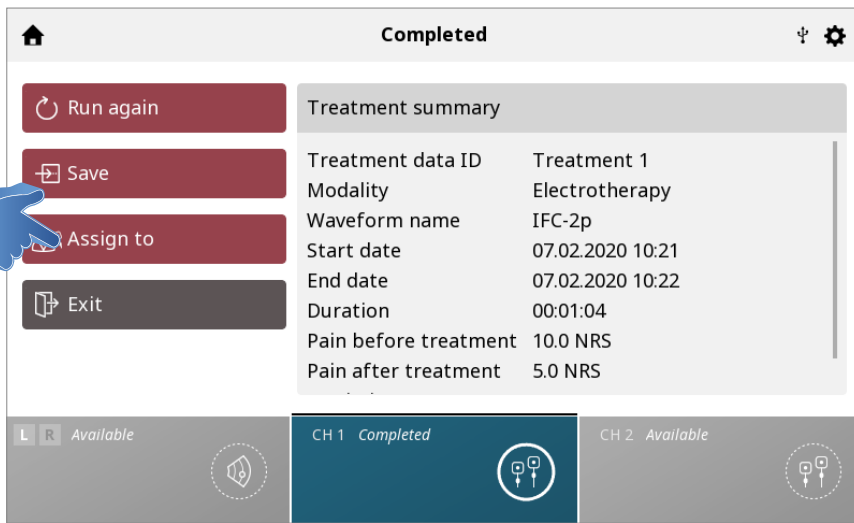 Completed
Run again
Save
Assign to
Exit
Treatment summary
Treatment data ID Treatment 1
Modality Electrotherapy
Waveform name IFC-2p
Start date 07.02.2020 10:21
End date 07.02.2020 10:22
Duration 00:01:04
Pain before treatment 10.0 NRS
Pain after treatment 5.0 NRS
L R Available
CH 1 Completed
CH 2 Available